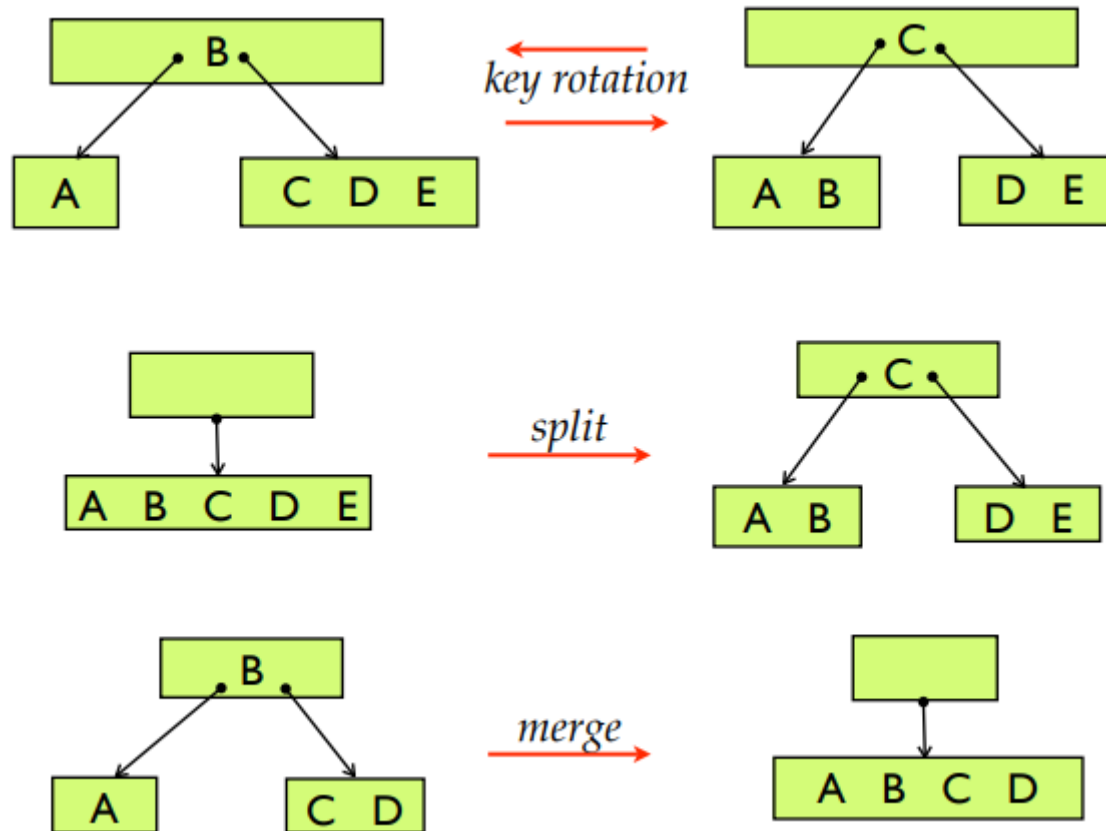 B C
key rotation
A C D E A B D E
C
split
A B C D E A B D E
B
merge
A C D A B C D